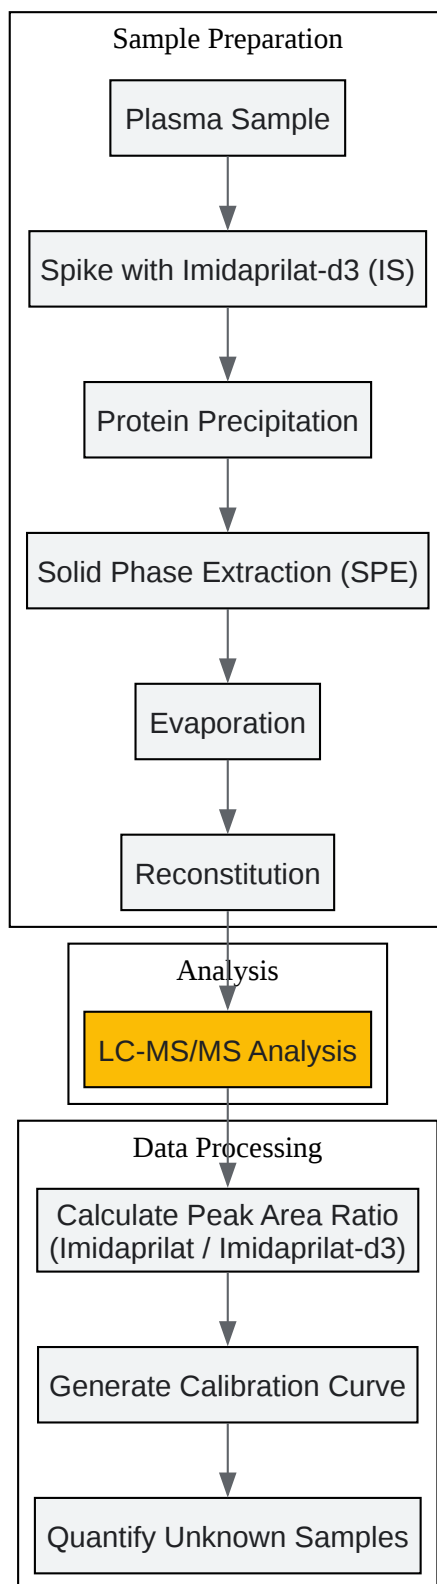 Sample Preparation
Plasma Sample
Spike with Imidaprilat-d3 (IS)
Protein Precipitation
Solid Phase Extraction (SPE)
Evaporation
Reconstitution
Analysis
LC-MS/MS Analysis
Data Processing
Calculate Peak Area Ratio
(Imidaprilat / Imidaprilat-d3)
Generate Calibration Curve
Quantify Unknown Samples